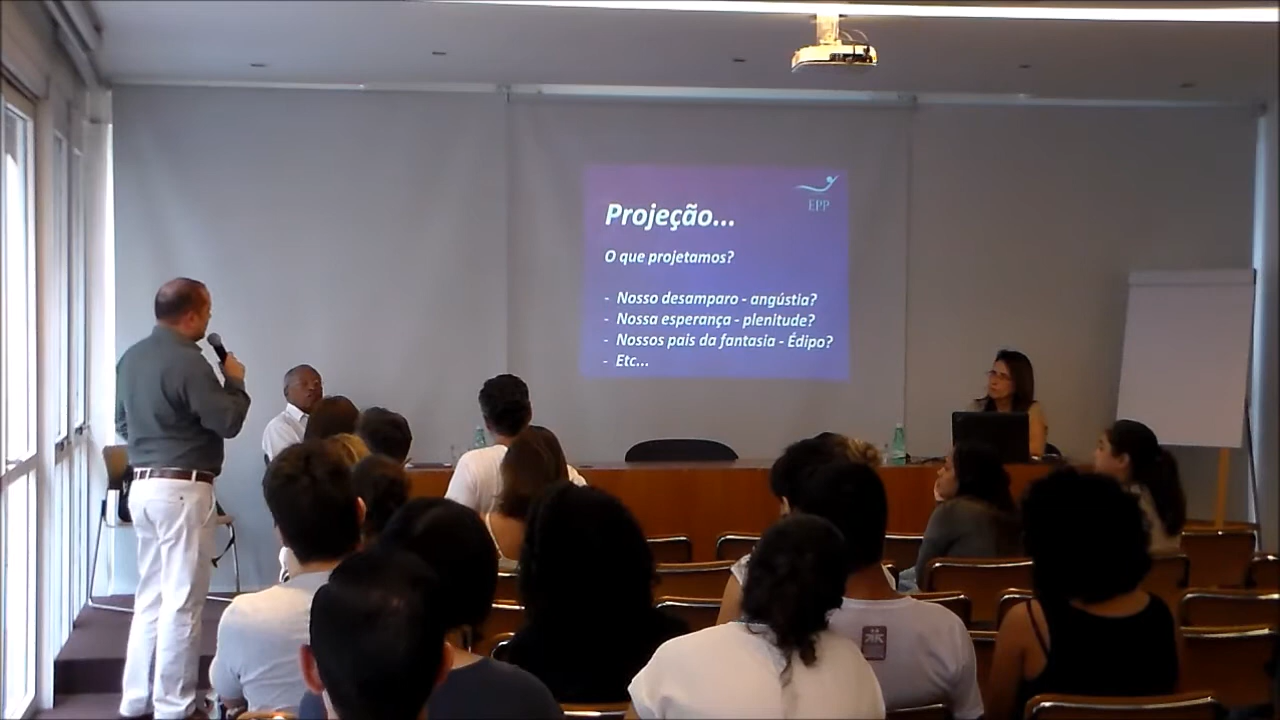 EPP
Projeção...
O que projetamos?
- Nosso desamparo - angústia?
- Nossa esperança - plenitude?
- Nossos pais da fantasia - Édipo?
- Etc...